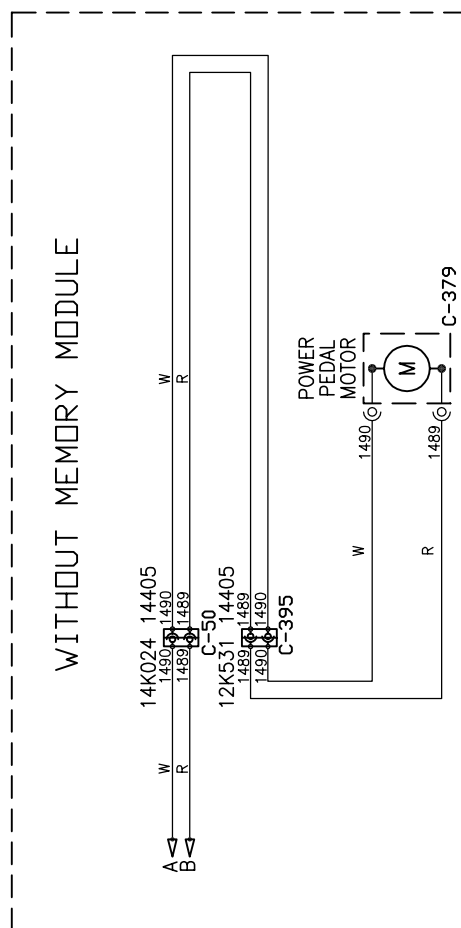 WITHOUT MEMORY MODULE
W
R
14K024 14405
1490 1490
1489 1489
C-50
W
R
A
B
12K531 14405
1489 1489
1490 1490
C-395
POWER
PEDAL
MOTOR
M
C-379
1490
1489
W
R